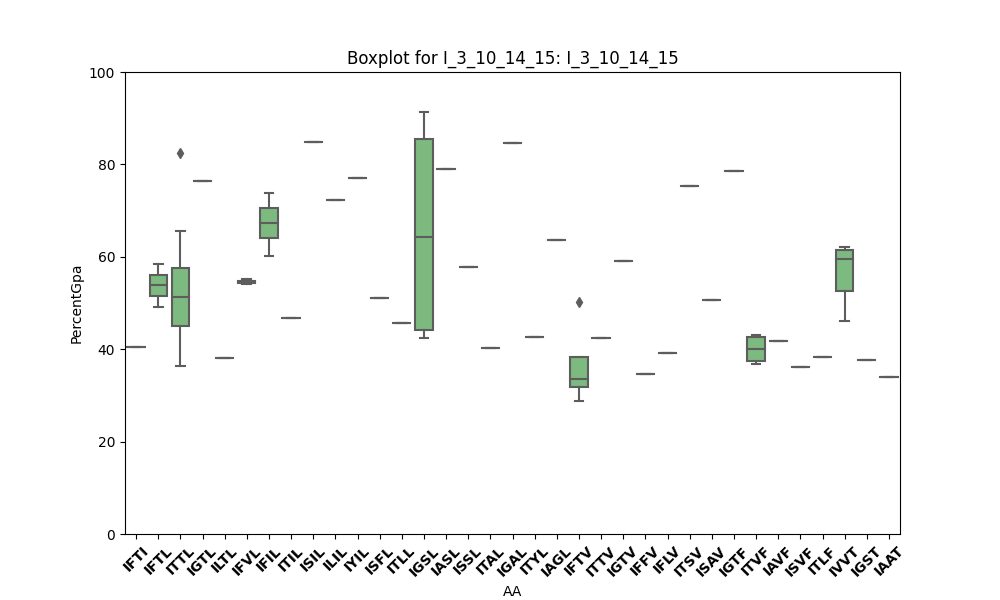 Boxplot for I_3_10_14_15: I_3_10_14_15
100
80
60
40
20
0
PercentGpa
IFTI IFTL ITTL IGTL ILTL IFVL IFIL ITIL ISIL ILIL IYIL ISFL ITLL IGSL IASL ISSL ITAL IGAL ITYL IAGL IFTV ITTV IGTV IFFV IFLV ITSV ISAV IGTF ITVF IAVF ISVF ITLF IVVT IGST IAAT
AA